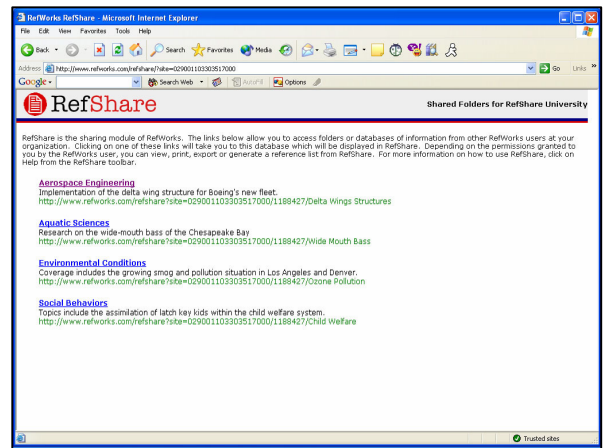 RefWorks RefShare - Microsoft Internet Explorer
File Edit View Favorites Tools Help
Back Search Favorites Media
Address http://www.refworks.com/refshare/?site=029001103303517000 Go Links »
Google Search Web AutoFill Options
RefShare Shared Folders for RefShare University
RefShare is the sharing module of RefWorks. The links below allow you to access folders or databases of information from other RefWorks users at your
organization. Clicking on one of these links will take you to this database which will be displayed in RefShare. Depending on the permissions granted to
you by the RefWorks user, you can view, print, export or generate a reference list from RefShare. For more information on how to use RefShare, click on
Help from the RefShare toolbar.
Aerospace Engineering
Implementation of the delta wing structure for Boeing's new fleet.
http://www.refworks.com/refshare?site=029001103303517000/1188427/Delta Wings Structures
Aquatic Sciences
Research on the wide-mouth bass of the Chesapeake Bay
http://www.refworks.com/refshare?site=029001103303517000/1188427/Wide Mouth Bass
Environmental Conditions
Coverage includes the growing smog and pollution situation in Los Angeles and Denver.
http://www.refworks.com/refshare?site=029001103303517000/1188427/Ozone Pollution
Social Behaviors
Topics include the assimilation of latch key kids within the child welfare system.
http://www.refworks.com/refshare?site=029001103303517000/1188427/Child Welfare
Trusted sites